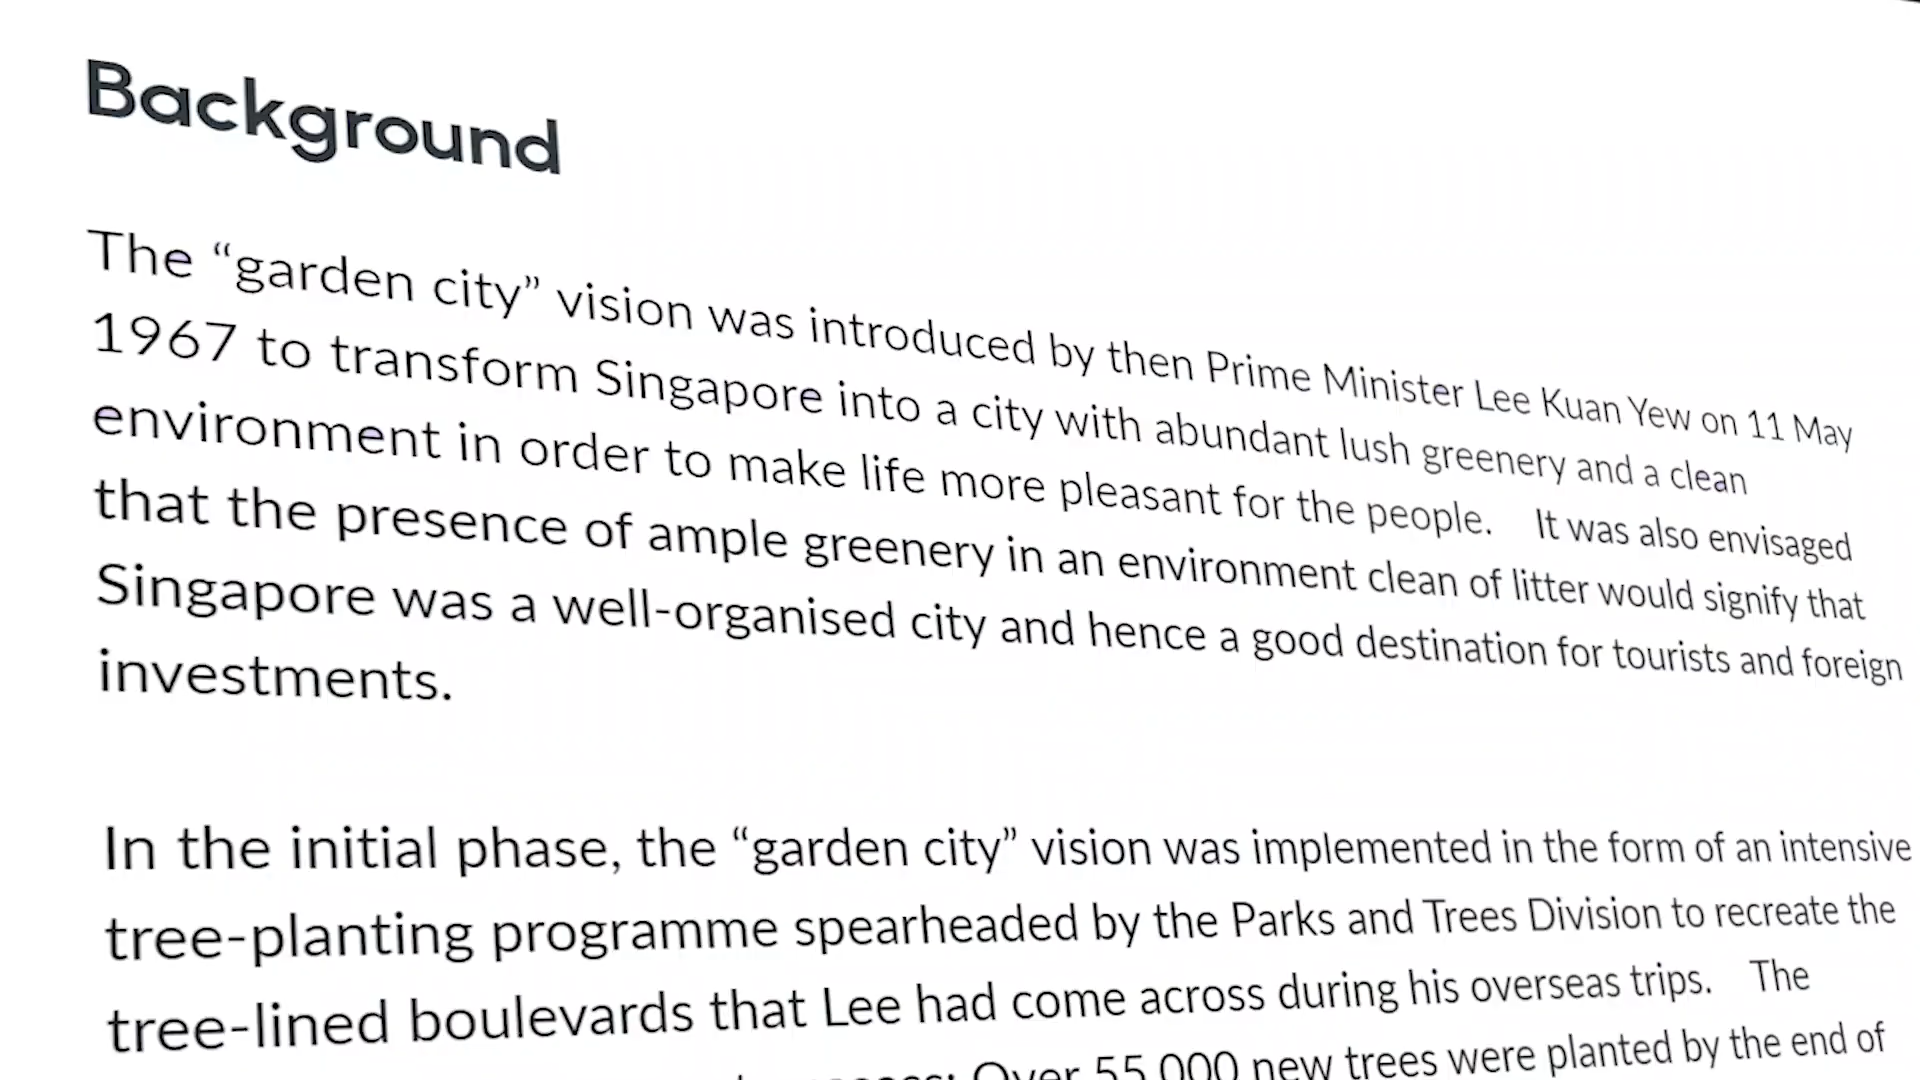 Background
The “garden city” vision was introduced by then Prime Minister Lee Kuan Yew on 11 May
1967 to transform Singapore into a city with abundant lush greenery and a clean
environment in order to make life more pleasant for the people. It was also envisaged
that the presence of ample greenery in an environment clean of litter would signify that
Singapore was a well-organised city and hence a good destination for tourists and foreign
investments.
In the initial phase, the “garden city” vision was implemented in the form of an intensive
tree-planting programme spearheaded by the Parks and Trees Division to recreate the
tree-lined boulevards that Lee had come across during his overseas trips. The
Over 55,000 new trees were planted by the end of